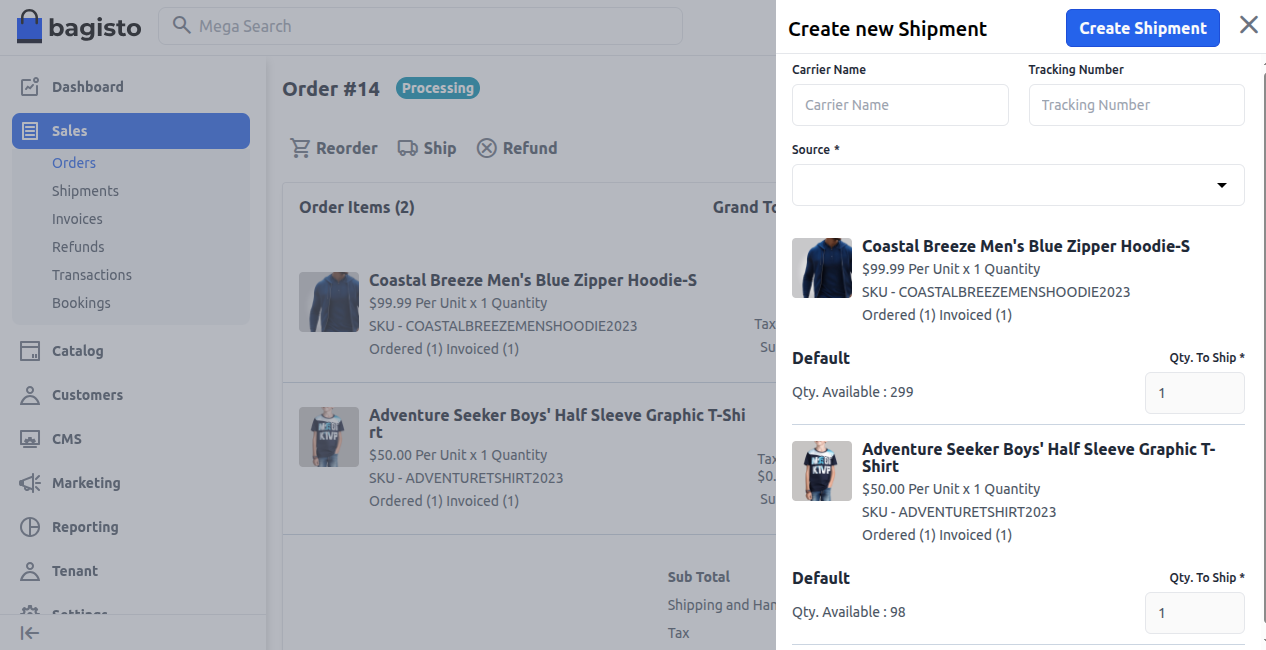 bagisto
Mega Search
Dashboard
Sales
Orders
Shipments
Invoices
Refunds
Transactions
Bookings
Catalog
Customers
CMS
Marketing
Reporting
Tenant
Settings
Order #14 Processing
Reorder Ship Refund
Order Items (2) Grand To
Coastal Breeze Men's Blue Zipper Hoodie-S
$99.99 Per Unit x 1 Quantity
SKU - COASTALBREEZEMENSHOODIE2023
Tax
Ordered (1) Invoiced (1)
Su
Adventure Seeker Boys' Half Sleeve Graphic T-Shi
rt
$50.00 Per Unit x 1 Quantity
Tax
SKU - ADVENTURETSHIRT2023
$0.
Ordered (1) Invoiced (1)
Su
Sub Total
Shipping and Han
Tax
Create new Shipment Create Shipment
Carrier Name Tracking Number
Carrier Name Tracking Number
Source *
Coastal Breeze Men's Blue Zipper Hoodie-S
$99.99 Per Unit x 1 Quantity
SKU - COASTALBREEZEMENSHOODIE2023
Ordered (1) Invoiced (1)
Default Qty. To Ship *
Qty. Available : 299 1
Adventure Seeker Boys' Half Sleeve Graphic T-
Shirt
$50.00 Per Unit x 1 Quantity
SKU - ADVENTURETSHIRT2023
Ordered (1) Invoiced (1)
Default Qty. To Ship *
Qty. Available : 98 1